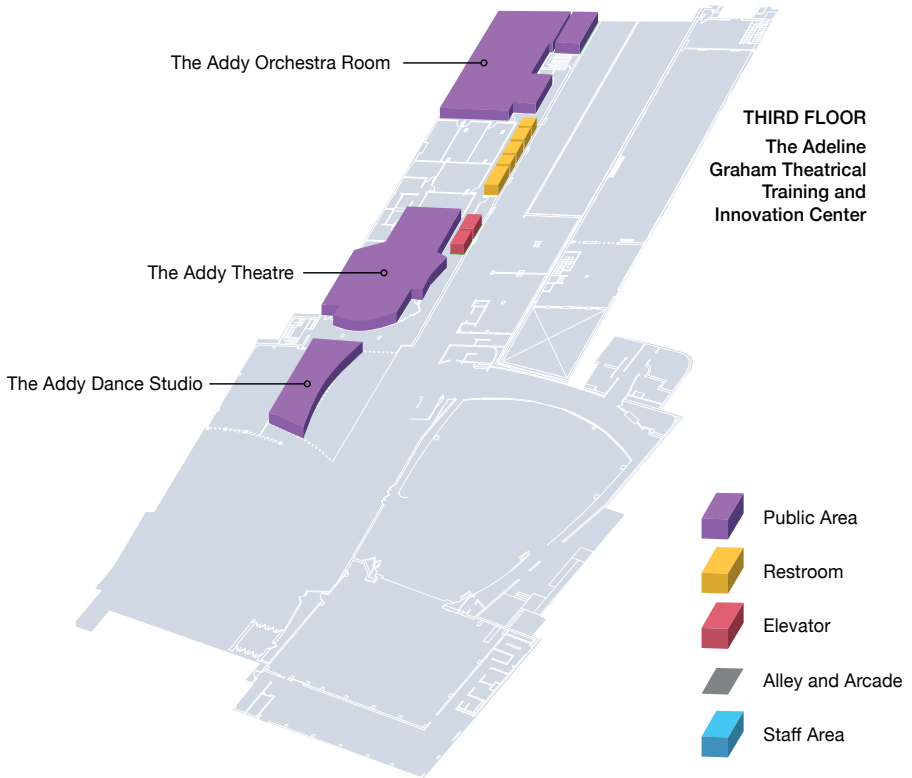 The Addy Orchestra Room
THIRD FLOOR
The Adeline
Graham Theatrical
Training and
Innovation Center
The Addy Theatre
The Addy Dance Studio
Public Area
Restroom
Elevator
Alley and Arcade
Staff Area